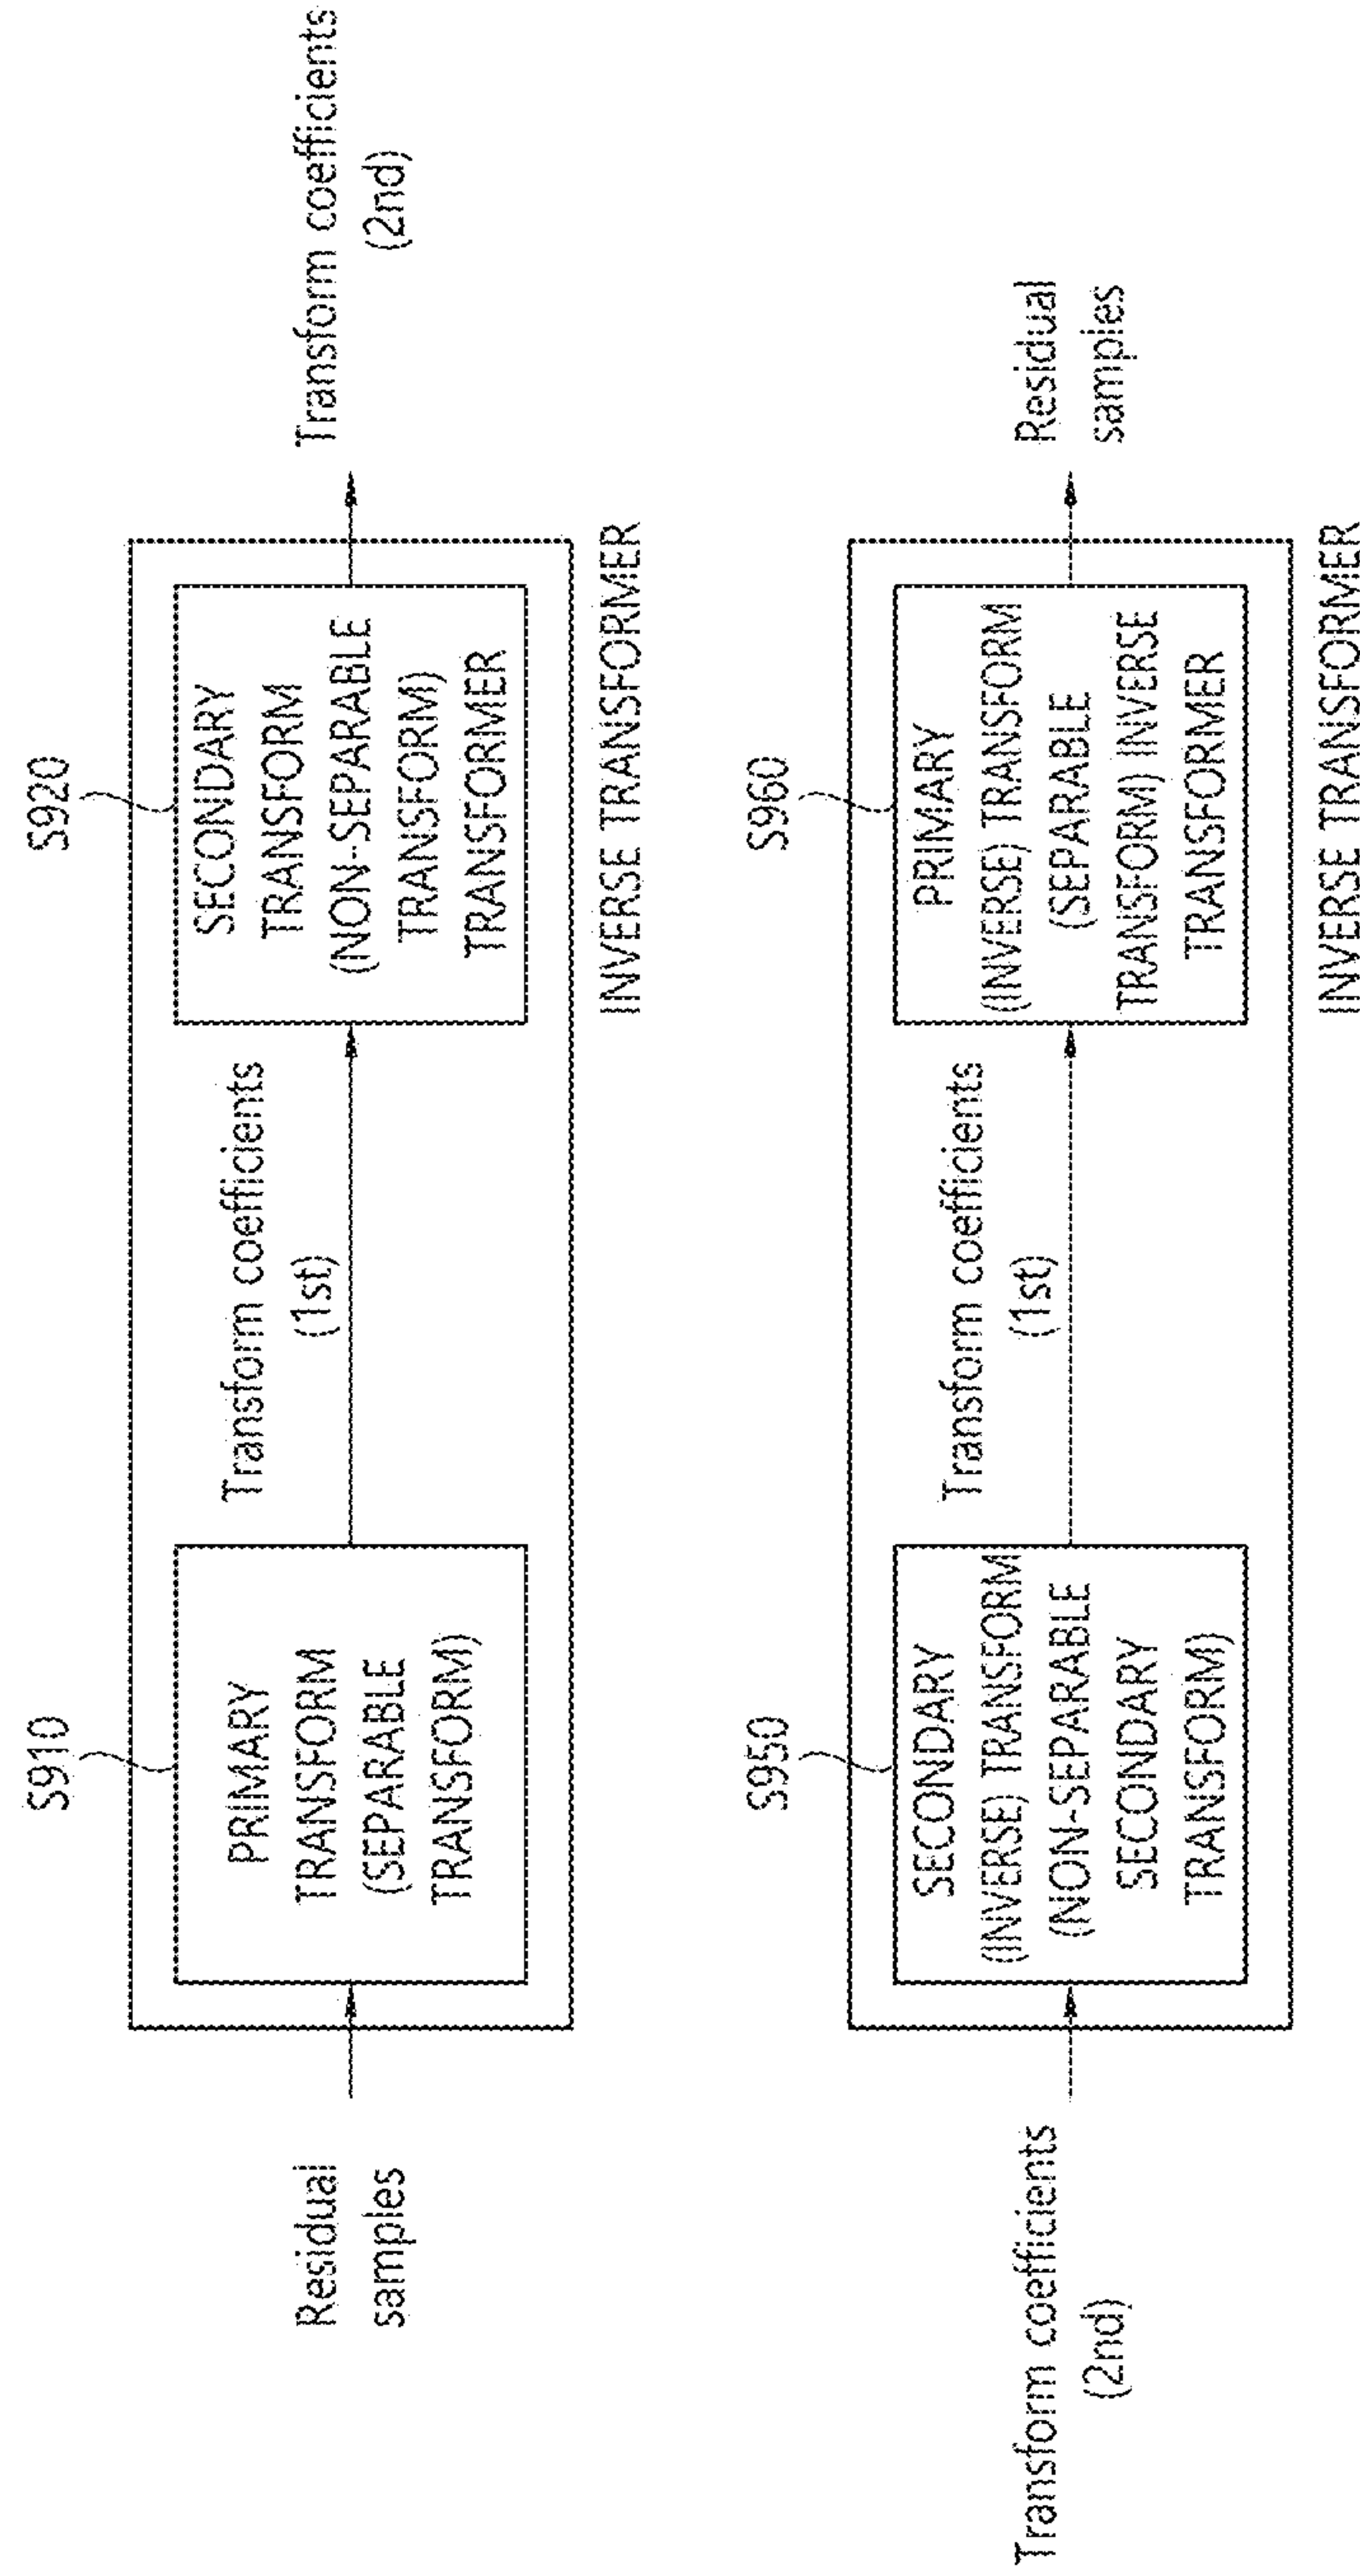 Residual
samples
S910
PRIMARY
TRANSFORM
(SEPARABLE
TRANSFORM)
Transform coefficients
(1st)
S920
SECONDARY
TRANSFORM
(NON-SEPARABLE
TRANSFORM)
TRANSFORMER
INVERSE TRANSFORMER
Transform coefficients
(2nd)
Transform coefficients
(2nd)
S950
SECONDARY
(INVERSE) TRANSFORM
(NON-SEPARABLE
SECONDARY
TRANSFORM)
Transform coefficients
(1st)
S960
PRIMARY
(INVERSE) TRANSFORM
(SEPARABLE
TRANSFORM) INVERSE
TRANSFORMER
INVERSE TRANSFORMER
Residual
samples